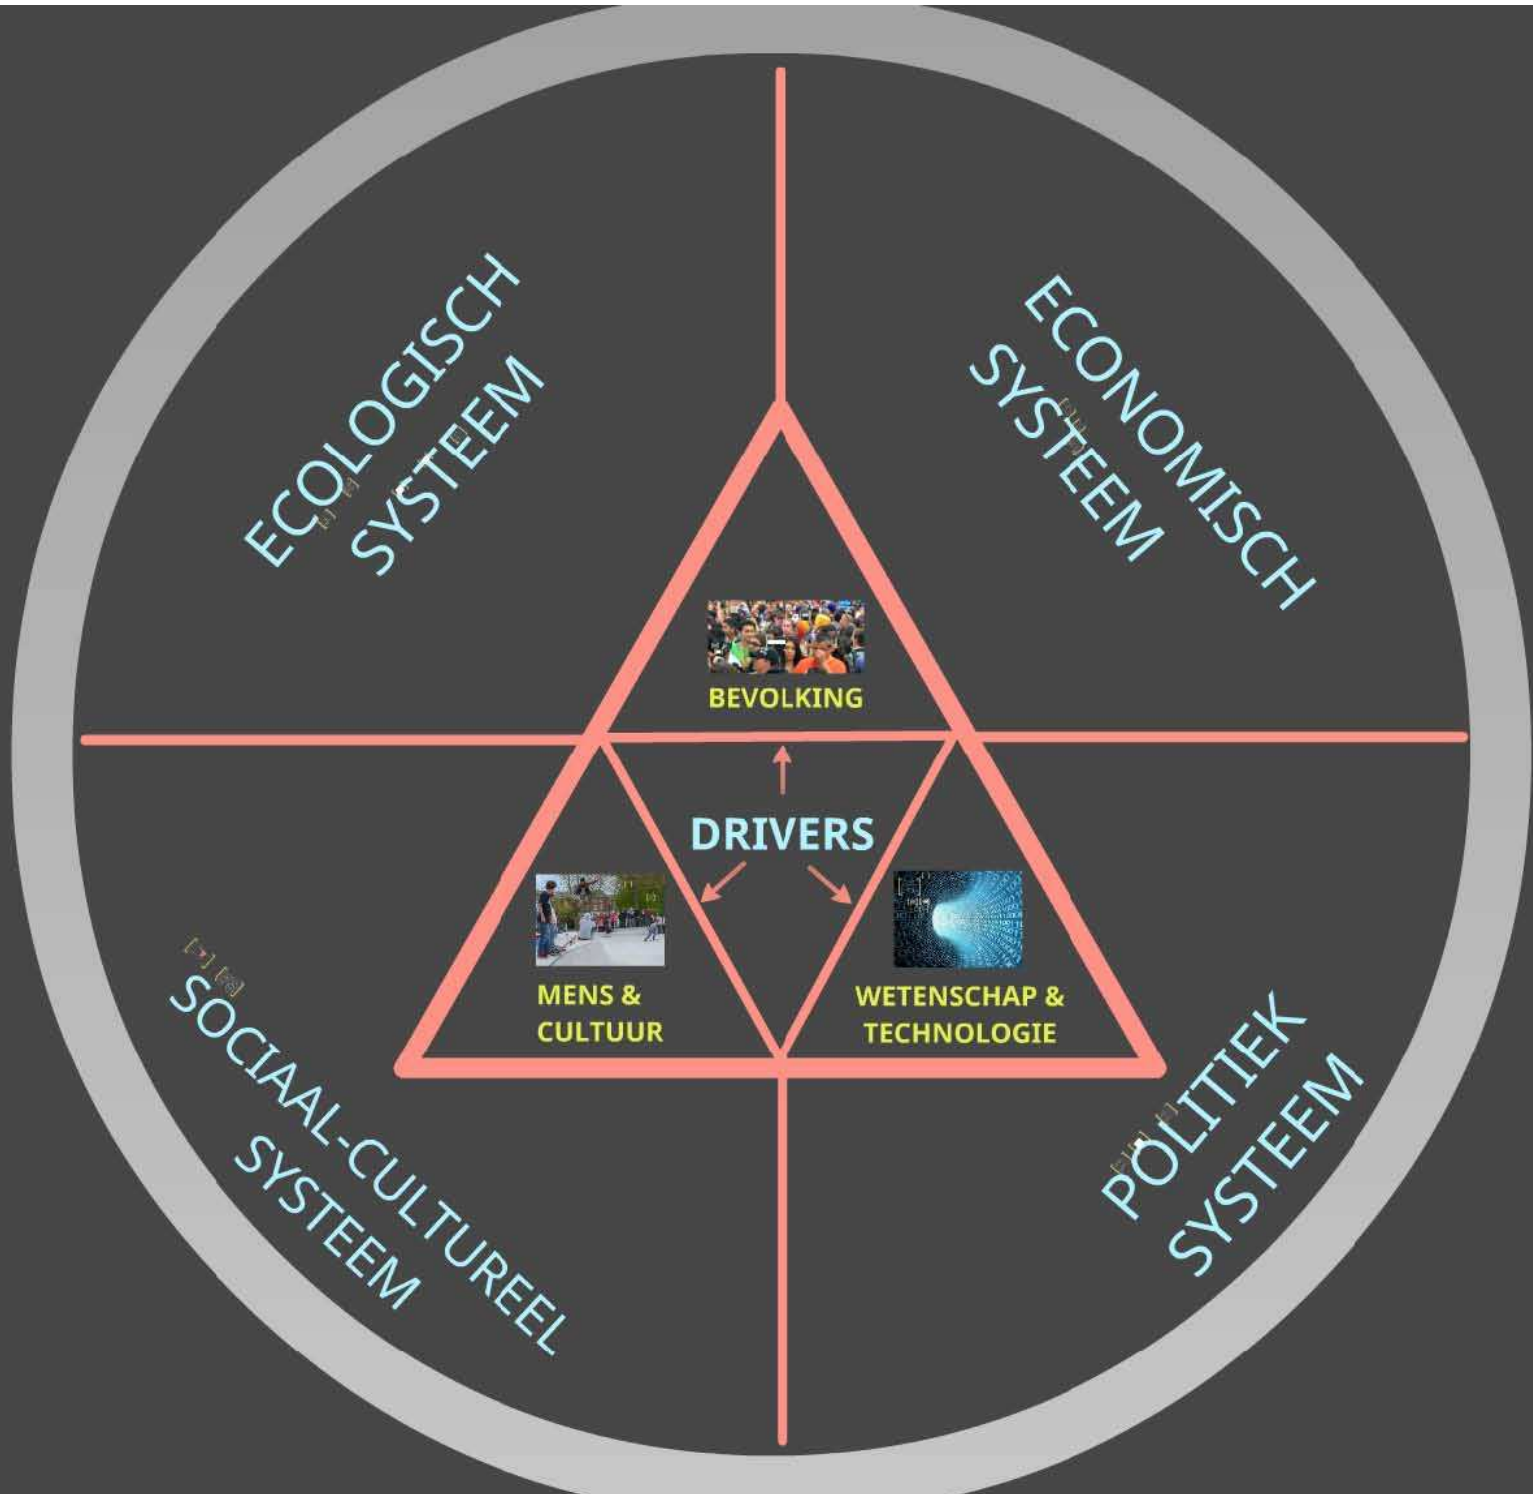 ECOLOGISCH
SYSTEEM
ECONOMISCH
SYSTEEM
BEVOLKING
DRIVERS
MENS &
CULTUUR
WETENSCHAP &
TECHNOLOGIE
SOCIAAL-CULTUREEL
SYSTEEM
POLITIEK
SYSTEEM